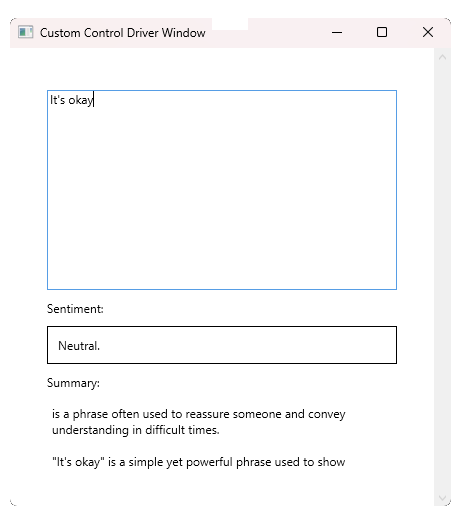 Custom Control Driver Window
It's okay
Sentiment:
Neutral.
Summary:
is a phrase often used to reassure someone and convey
understanding in difficult times.
"It's okay" is a simple yet powerful phrase used to show